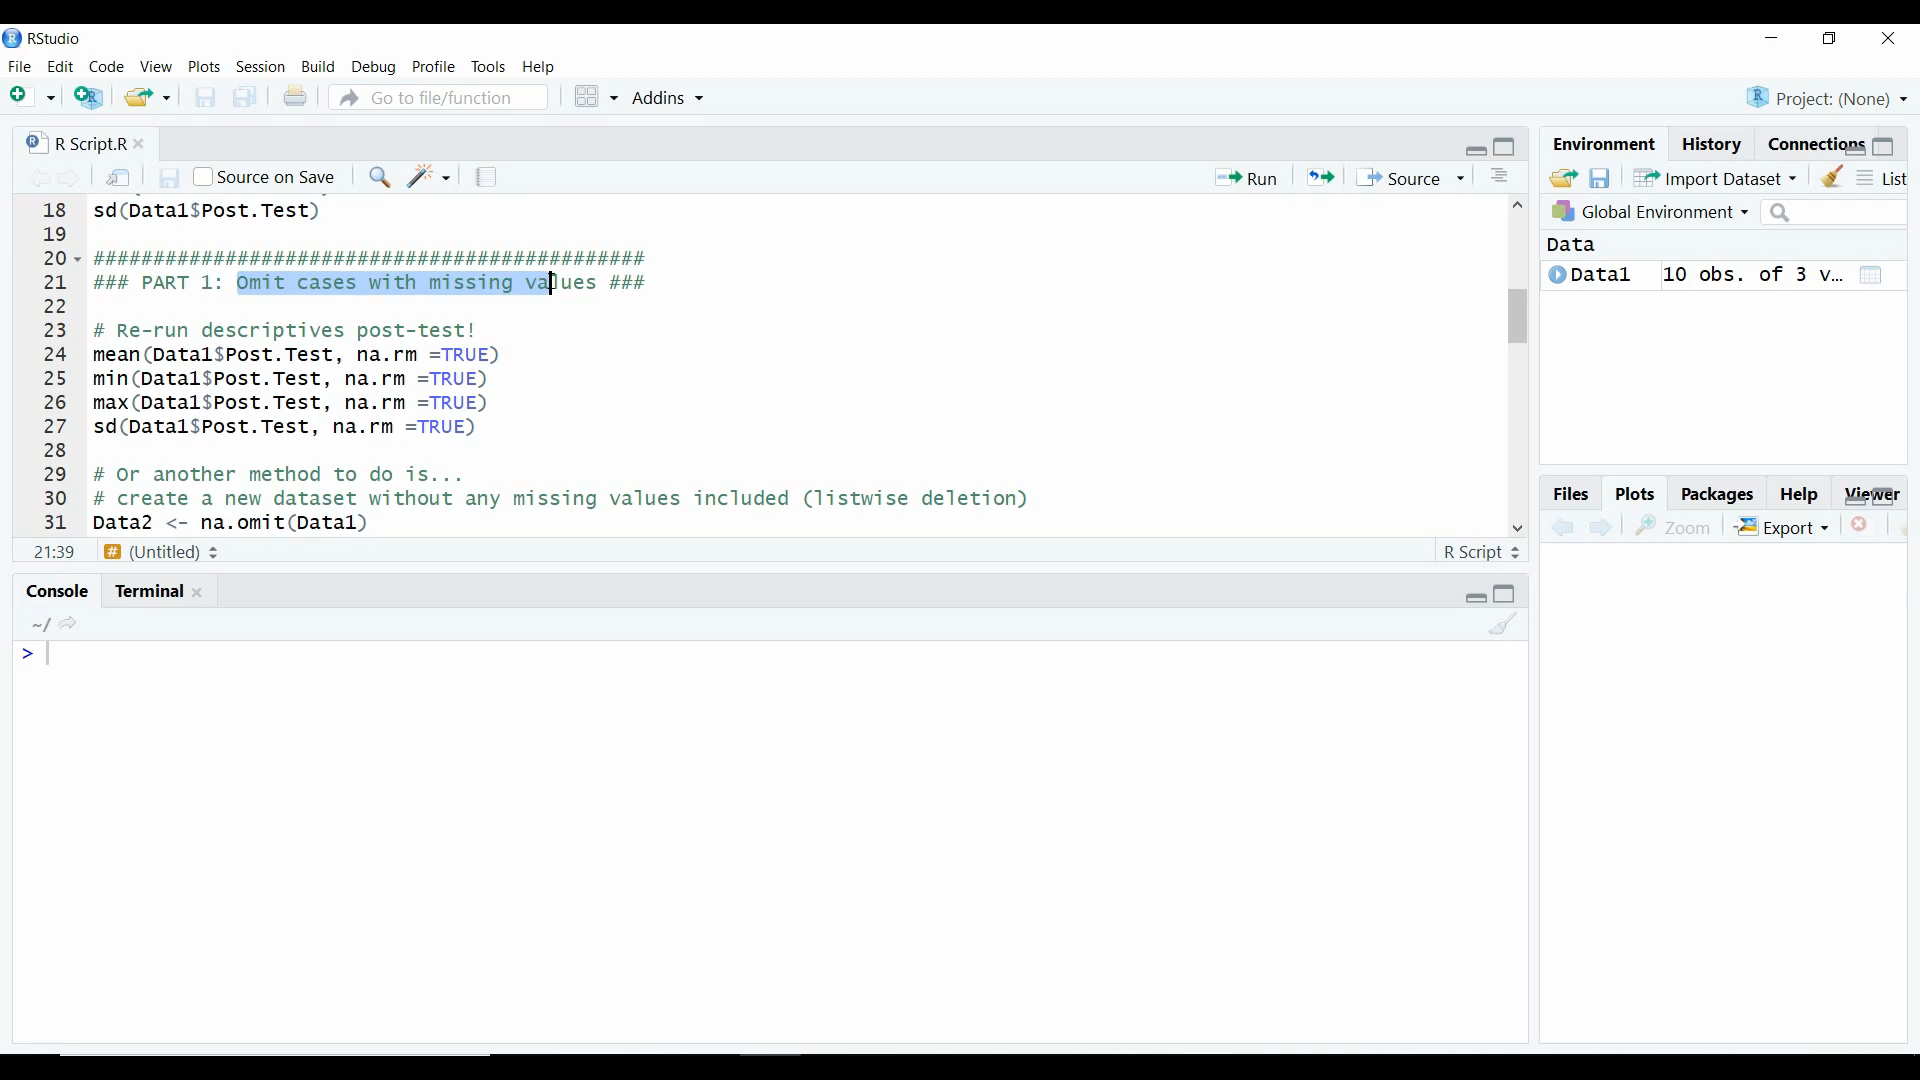 RStudio
File Edit Code View Plots Session Build Debug Profile Tools Help
Go to file/function Addins Project: (None)
R Script.R
Source on Save Run Source
18 sd(Data1$Post.Test)
19
20 ##############################################
21 ### PART 1: Omit cases with missing values ###
22
23 # Re-run descriptives post-test!
24 mean(Data1$Post.Test, na.rm =TRUE)
25 min(Data1$Post.Test, na.rm =TRUE)
26 max(Data1$Post.Test, na.rm =TRUE)
27 sd(Data1$Post.Test, na.rm =TRUE)
28
29 # Or another method to do is...
30 # create a new dataset without any missing values included (listwise deletion)
31 Data2 <- na.omit(Data1)
21:39 # (Untitled) R Script
Console Terminal
~/
>
Environment History Connections
Import Dataset List
Global Environment
Data
Data1 10 obs. of 3 v...
Files Plots Packages Help Viewer
Zoom Export